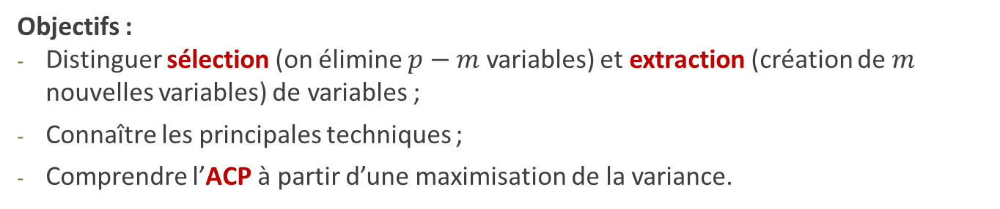 Objectifs :
- Distinguer sélection (on élimine p − m variables) et extraction (création de m
nouvelles variables) de variables ;
- Connaître les principales techniques ;
- Comprendre l’ACP à partir d’une maximisation de la variance.